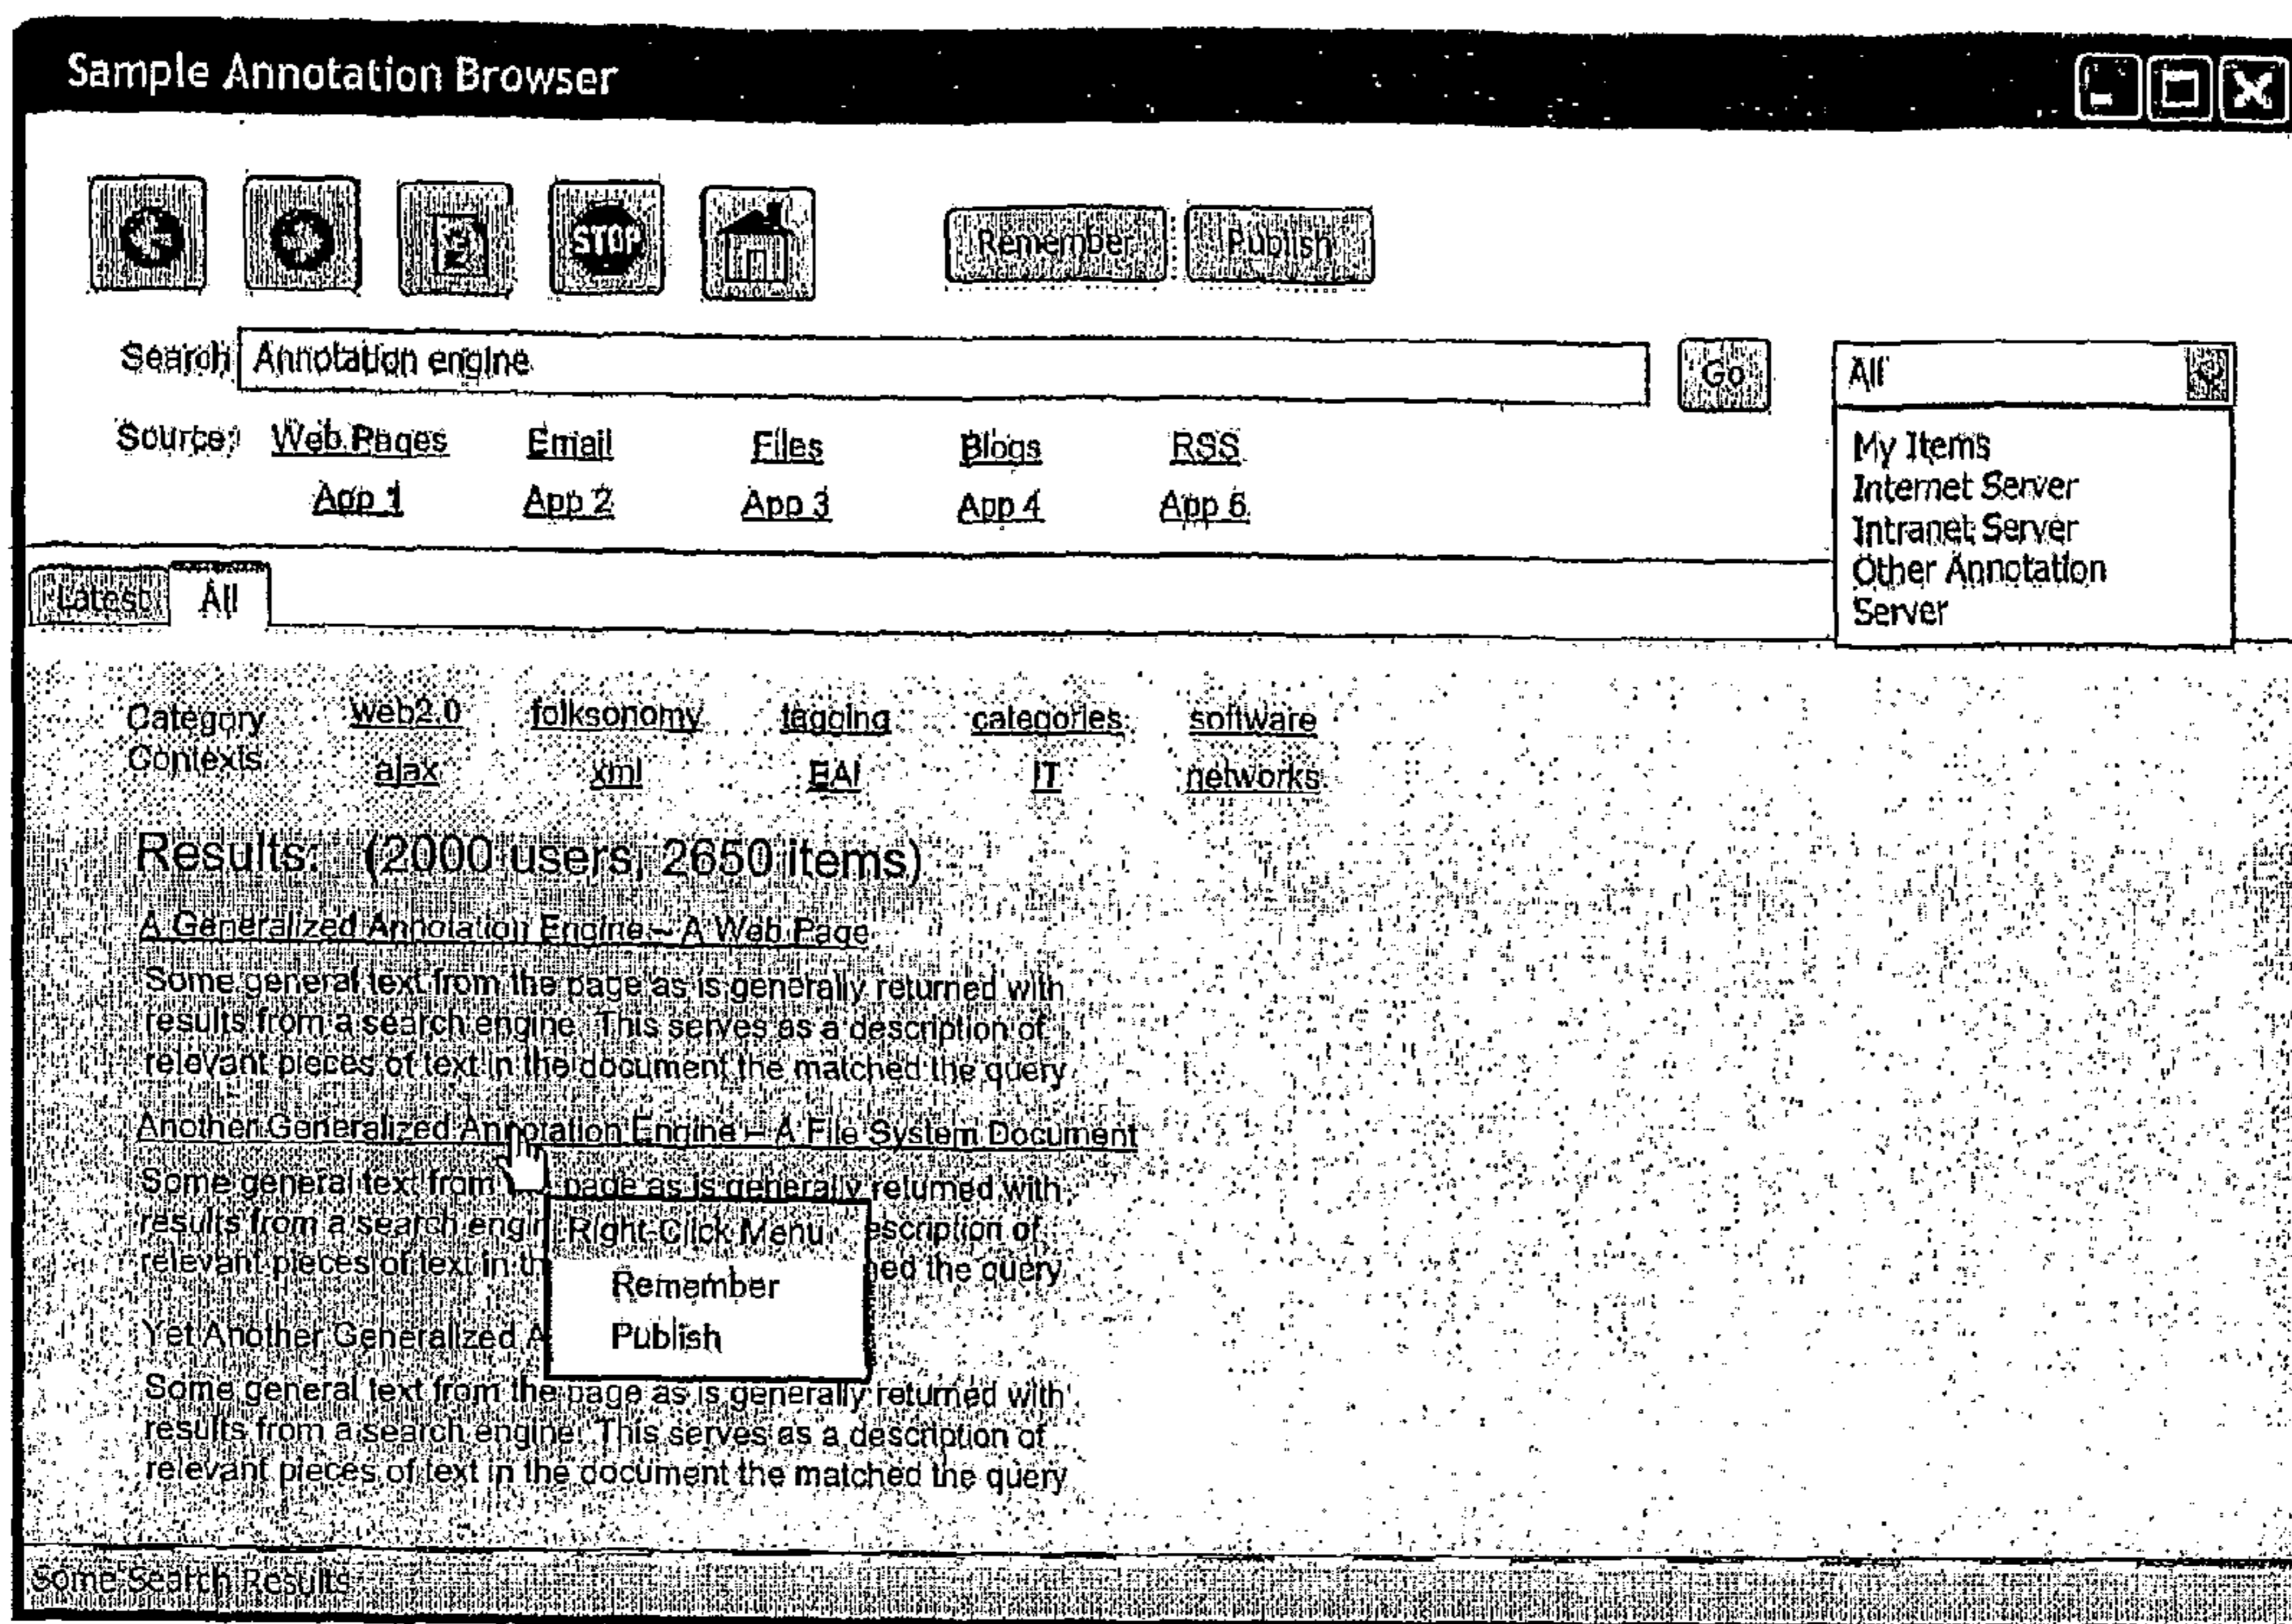 Sample Annotation Browser
STOP
Remember Publish
Search Annotation engine Go All
Source: Web Pages Email Files Blogs RSS
App 1 App 2 App 3 App 4
My Items
Internet Server
Intranet Server
Other Annotation
Server
Latest All
Category web2.0 folksonomy tagging categories software
Contexts ajax xml EAI IT networks
Results: (2000 users, 2650 items)
A Generalized Annotation Engine – A Web Page
Some general text from the page as is generally returned with
results from a search engine. This serves as a description of
relevant pieces of text in the document the matched the query
Another Generalized Annotation Engine – A File System Document
Some general text from page as is generally returned with
results from a search engin escription of
relevant pieces of text in th hed the query
Right-Click Menu
Remember
Publish
Yet Another Generalized A
Some general text from the page as is generally returned with
results from a search engine. This serves as a description of
relevant pieces of text in the document the matched the query
Some Search Results